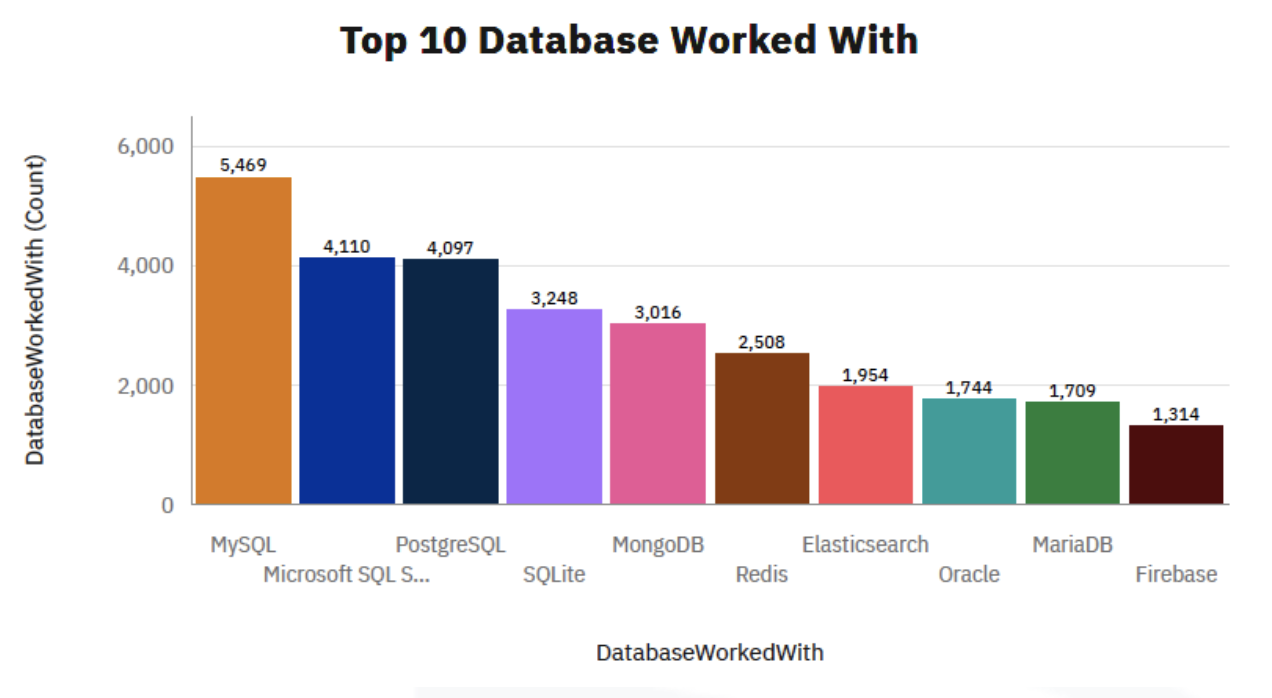 Top 10 Database Worked With
DatabaseWorkedWith (Count)
6,000
4,000
2,000
0
5,469
4,110
4,097
3,248
3,016
2,508
1,954
1,744
1,709
1,314
MySQL
Microsoft SQL S...
PostgreSQL
SQLite
MongoDB
Redis
Elasticsearch
Oracle
MariaDB
Firebase
DatabaseWorkedWith